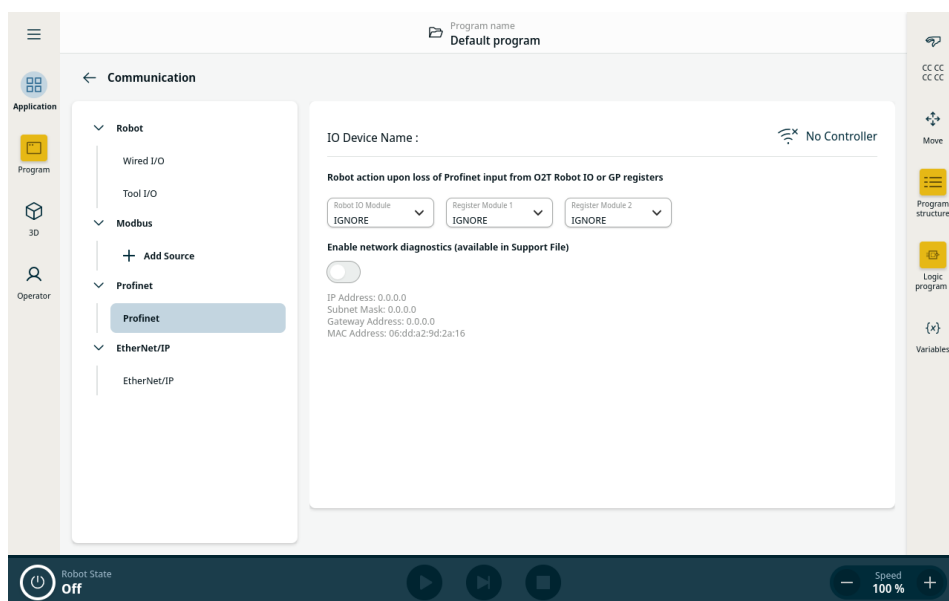 Program name
Default program
Application
Program
3D
Operator
Communication
Robot
Wired I/O
Tool I/O
Modbus
Add Source
Profinet
Profinet
EtherNet/IP
EtherNet/IP
IO Device Name :
No Controller
Robot action upon loss of Profinet input from O2T Robot IO or GP registers
Robot IO Module
IGNORE
Register Module 1
IGNORE
Register Module 2
IGNORE
Enable network diagnostics (available in Support File)
IP Address: 0.0.0.0
Subnet Mask: 0.0.0.0
Gateway Address: 0.0.0.0
MAC Address: 06:dd:a2:9d:2a:16
CC CC
CC CC
Move
Program
structure
Logic
program
{x}
Variables
Robot State
Off
Speed
100 %